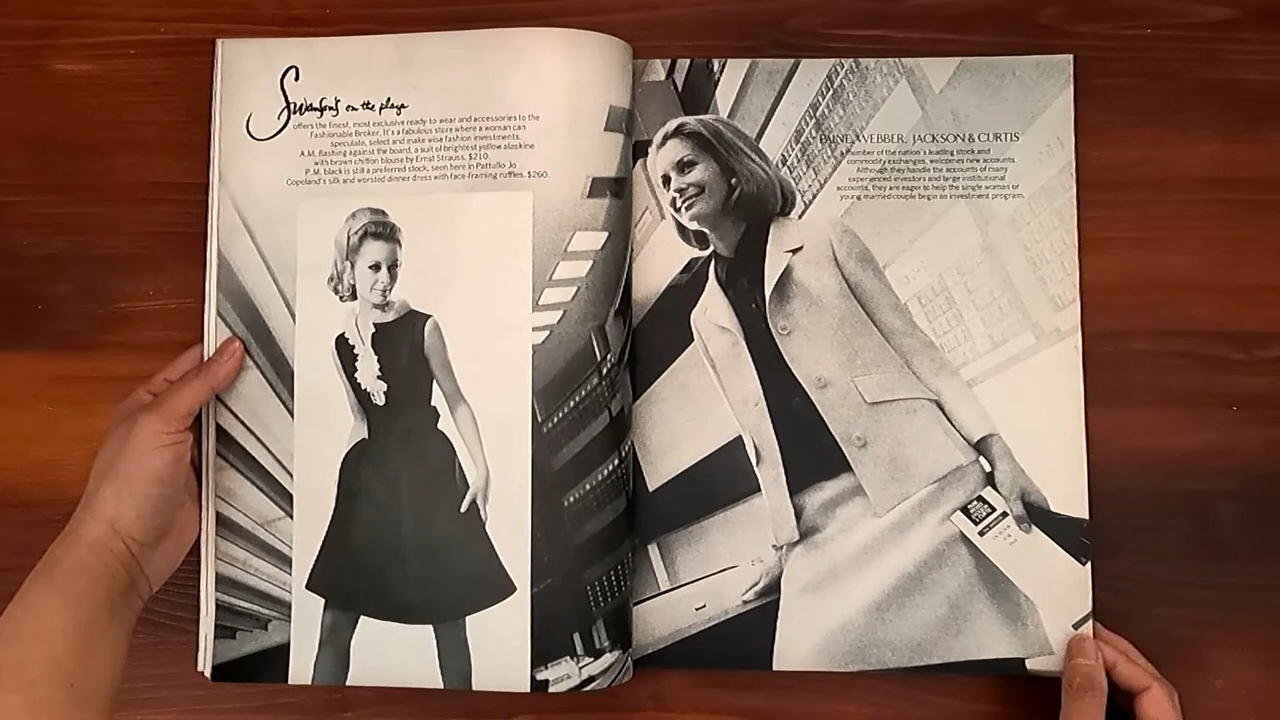 Swanson's on the plaza
offers the finest, most exclusive ready-to-wear and accessories to the
Fashionable Broker. It's a fabulous store where a woman can
speculate, select and make wise fashion investments.
A.M. flashing against the board, a suit of brightest yellow alaskine
with brown chiffon blouse by Ernst Strauss. $210.
P.M. black is still a preferred stock, seen here in Pattullo-Jo
Copeland's silk and worsted dinner dress with face-framing ruffles. $260.
PAINE, WEBBER, JACKSON & CURTIS
A member of the nation's leading stock and
commodity exchanges, welcomes new accounts.
Although they handle the accounts of many
experienced investors and large institutional
accounts, they are eager to help the single woman or
young married couple begin an investment program.